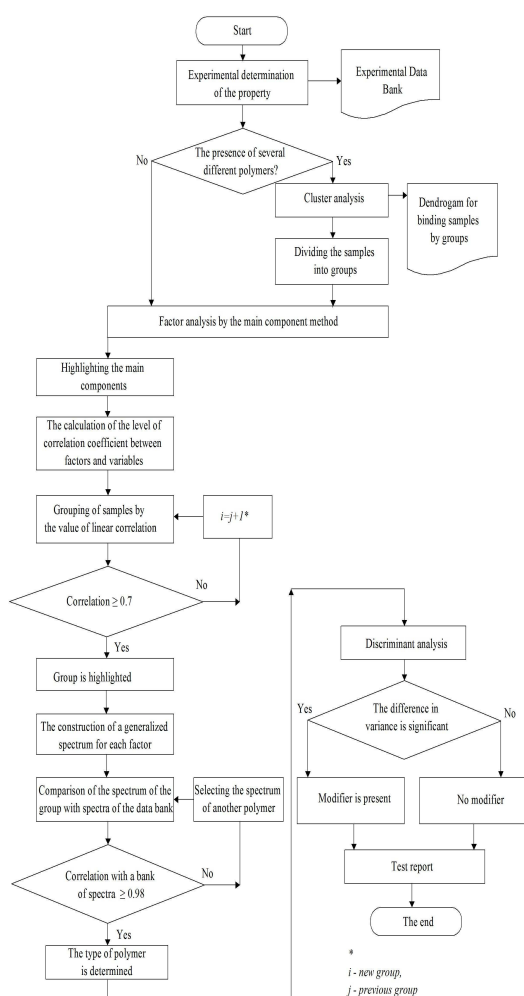 Start
Experimental determination
of the property
Experimental Data
Bank
The presence of several
different polymers?
No
Yes
Cluster analysis
Dendrogam for
binding samples
by groups
Dividing the samples
into groups
Factor analysis by the main component method
Highlighting the main
components
The calculation of the level of
correlation coefficient between
factors and variables
Grouping of samples by
the value of linear correlation
i=j+1*
Correlation ≥ 0.7
No
Yes
Group is highlighted
The construction of a generalized
spectrum for each factor
Comparison of the spectrum of the
group with spectra of the data bank
Selecting the spectrum
of another polymer
Correlation with a bank
of spectra ≥ 0.98
No
Yes
The type of polymer
is determined
Discriminant analysis
The difference in
variance is significant
Yes
No
Modifier is present
No modifier
Test report
The end
*
i - new group,
j - previous group